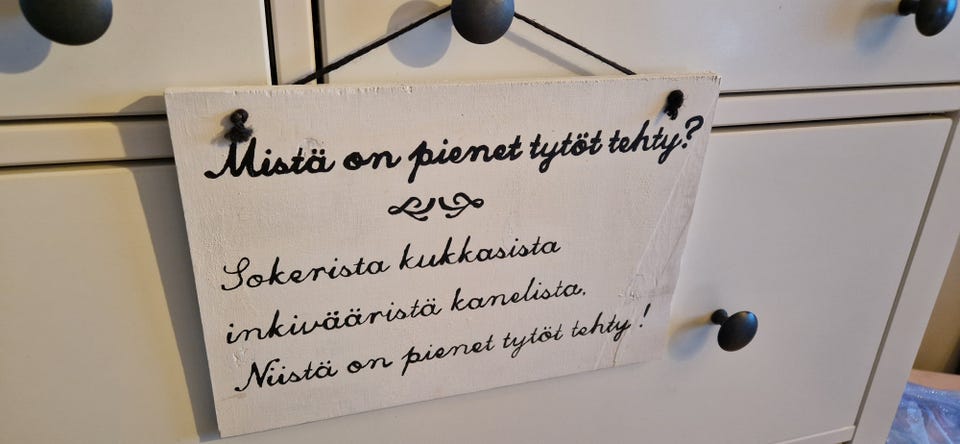 Mistä on pienet tytöt tehty?
Sokerista kukkasista
inkivääristä kanelista.
Niistä on pienet tytöt tehty!